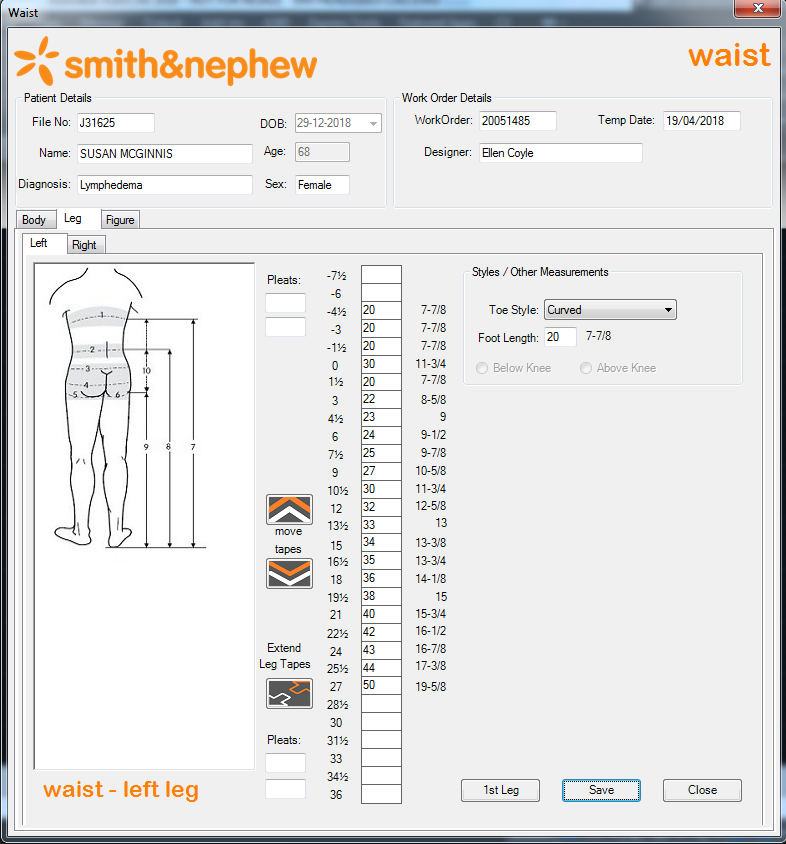 Waist
smith&nephew
waist
Patient Details
File No: J31625
DOB: 29-12-2018
Name: SUSAN MCGINNIS
Age: 68
Diagnosis: Lymphedema
Sex: Female
Work Order Details
WorkOrder: 20051485
Temp Date: 19/04/2018
Designer: Ellen Coyle
Body Leg Figure
Left Right
1
2
3
10
4
5 6
9 8 7
waist - left leg
Pleats:
move
tapes
Extend
Leg Tapes
Pleats:
-7½
-6
-4½ 20 7-7/8
-3 20 7-7/8
-1½ 20 7-7/8
0 30 11-3/4
1½ 20 7-7/8
3 22 8-5/8
4½ 23 9
6 24 9-1/2
7½ 25 9-7/8
9 27 10-5/8
10½ 30 11-3/4
12 32 12-5/8
13½ 33 13
15 34 13-3/8
16½ 35 13-3/4
18 36 14-1/8
19½ 38 15
21 40 15-3/4
22½ 42 16-1/2
24 43 16-7/8
25½ 44 17-3/8
27 50 19-5/8
28½
30
31½
33
34½
36
Styles / Other Measurements
Toe Style: Curved
Foot Length: 20 7-7/8
Below Knee Above Knee
1st Leg Save Close